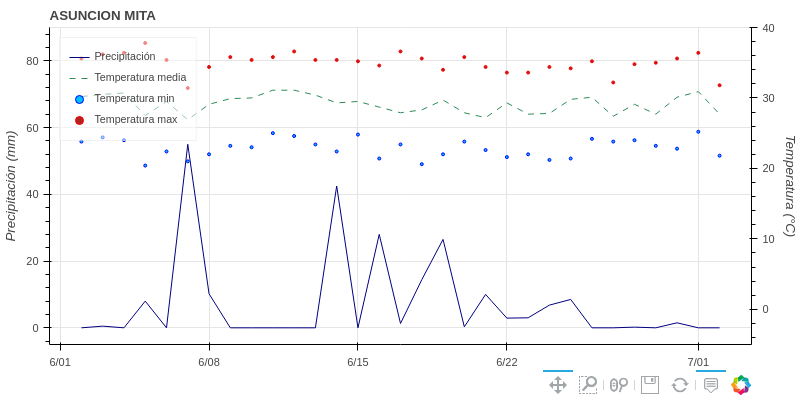 ASUNCION MITA
Precipitación
Temperatura media
Temperatura min
Temperatura max
Precipitación (mm)
80
60
40
20
0
Temperatura (°C)
40
30
20
10
0
6/01
6/08
6/15
6/22
7/01